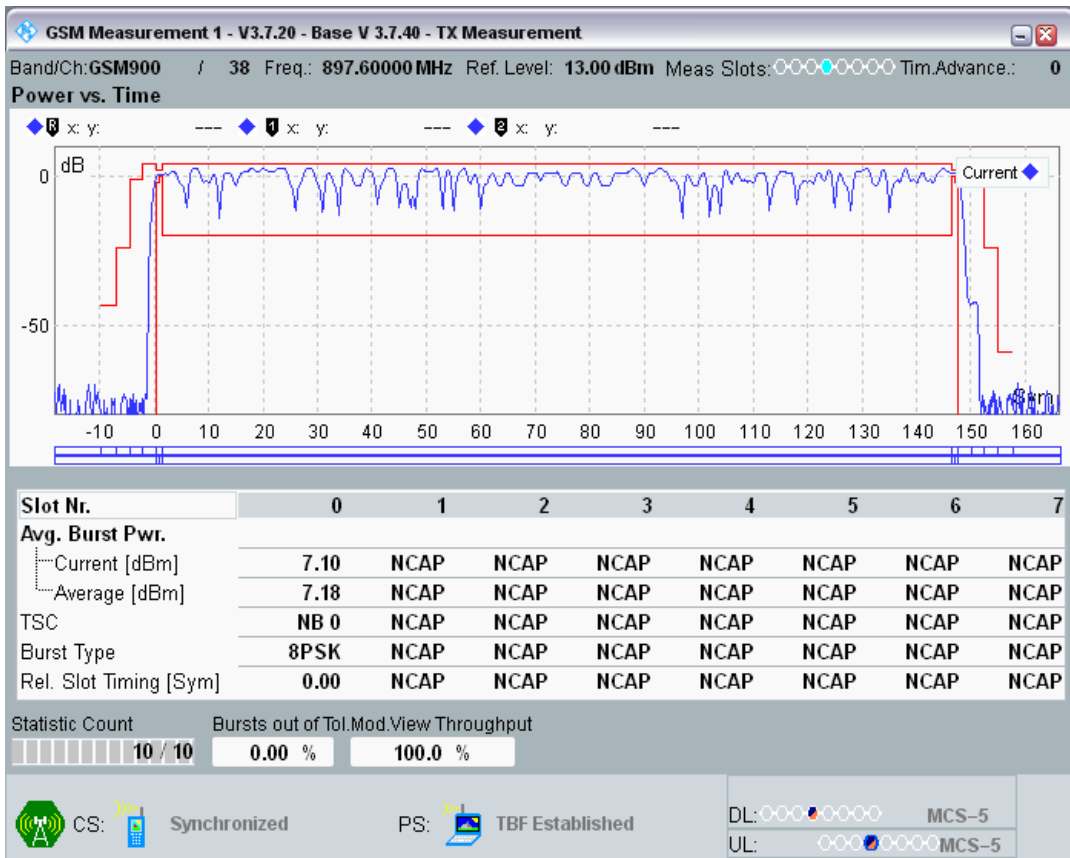 GSM Measurement 1 - V3.7.20 - Base V 3.7.40 - TX Measurement
Band/Ch:GSM900 / 38 Freq.: 897.60000 MHz Ref. Level: 13.00 dBm Meas Slots: Tim.Advance.: 0
Power vs. Time
R x: y: --- 1 x: y: --- 2 x: y: ---
dB
Current
0
-50
Sym
-10 0 10 20 30 40 50 60 70 80 90 100 110 120 130 140 150 160
Slot Nr. 0 1 2 3 4 5 6 7
Avg. Burst Pwr.
Current [dBm] 7.10 NCAP NCAP NCAP NCAP NCAP NCAP NCAP
Average [dBm] 7.18 NCAP NCAP NCAP NCAP NCAP NCAP NCAP
TSC NB 0 NCAP NCAP NCAP NCAP NCAP NCAP NCAP
Burst Type 8PSK NCAP NCAP NCAP NCAP NCAP NCAP NCAP
Rel. Slot Timing [Sym] 0.00 NCAP NCAP NCAP NCAP NCAP NCAP NCAP
Statistic Count Bursts out of Tol.Mod.View Throughput
10 / 10 0.00 % 100.0 %
CS: Synchronized PS: TBF Established
DL: MCS-5
UL: MCS-5